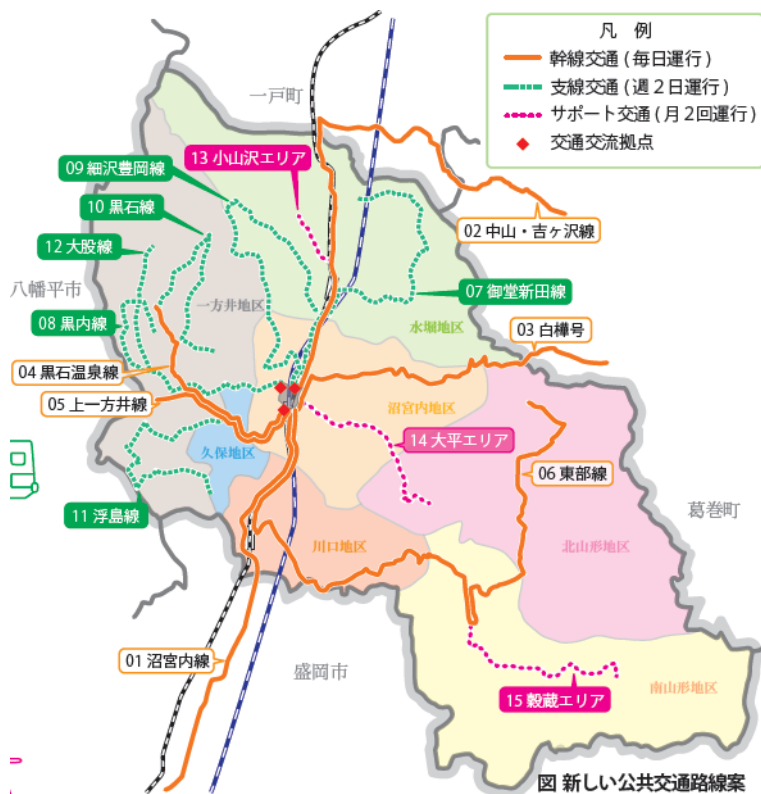 凡　例
幹線交通 ( 毎日運行 )
支線交通 ( 週２日運行 )
サポート交通 ( 月２回運行 )
交通交流拠点
一戸町
09 細沢豊岡線
13 小山沢エリア
10 黒石線
02 中山・吉ヶ沢線
12 大股線
八幡平市
07 御堂新田線
一方井地区
08 黒内線
水堀地区
03 白樺号
04 黒石温泉線
05 上一方井線
沼宮内地区
14 大平エリア
久保地区
06 東部線
葛巻町
11 浮島線
川口地区
北山形地区
01 沼宮内線
盛岡市
南山形地区
15 穀蔵エリア
図 新しい公共交通路線案